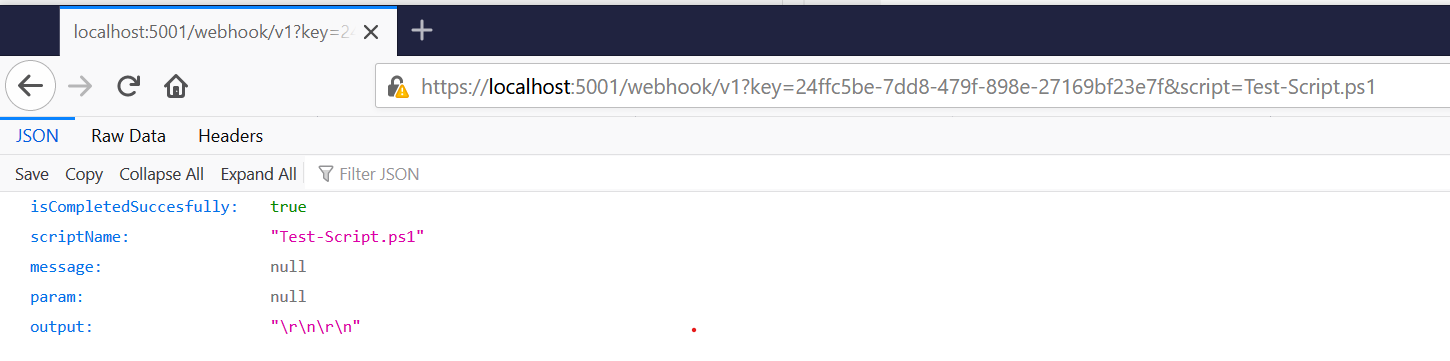 localhost:5001/webhook/v1?key=24
https://localhost:5001/webhook/v1?key=24ffc5be-7dd8-479f-898e-27169bf23e7f&script=Test-Script.ps1
JSON Raw Data Headers
Save Copy Collapse All Expand All Filter JSON
isCompletedSuccesfully: true
scriptName: "Test-Script.ps1"
message: null
param: null
output: "\r\n\r\n"